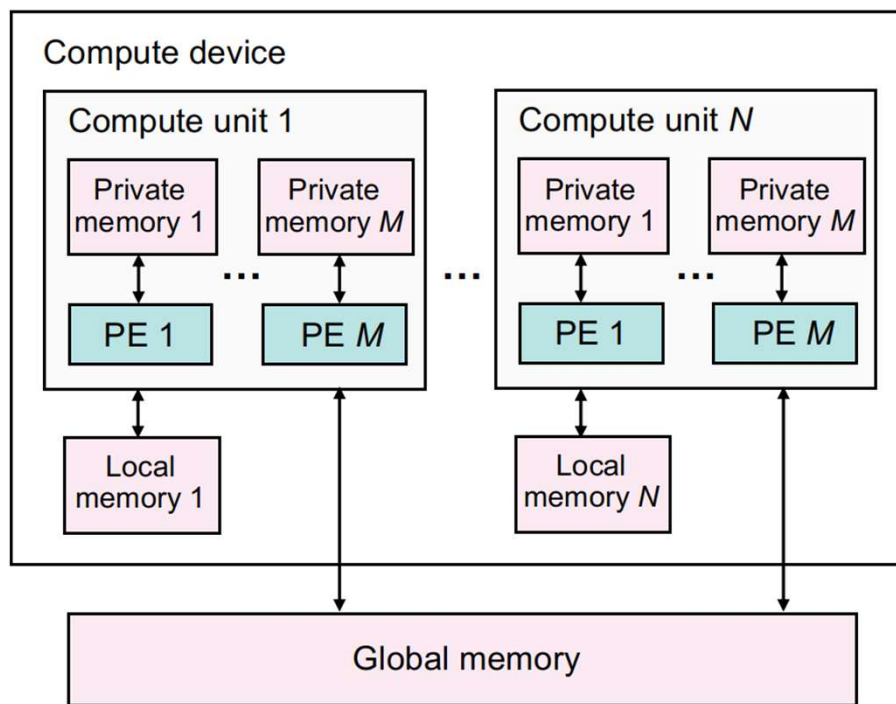 Compute device
Compute unit 1
Private
memory 1
...
Private
memory M
PE 1
PE M
Local
memory 1
...
Compute unit N
Private
memory 1
...
Private
memory M
PE 1
PE M
Local
memory N
Global memory